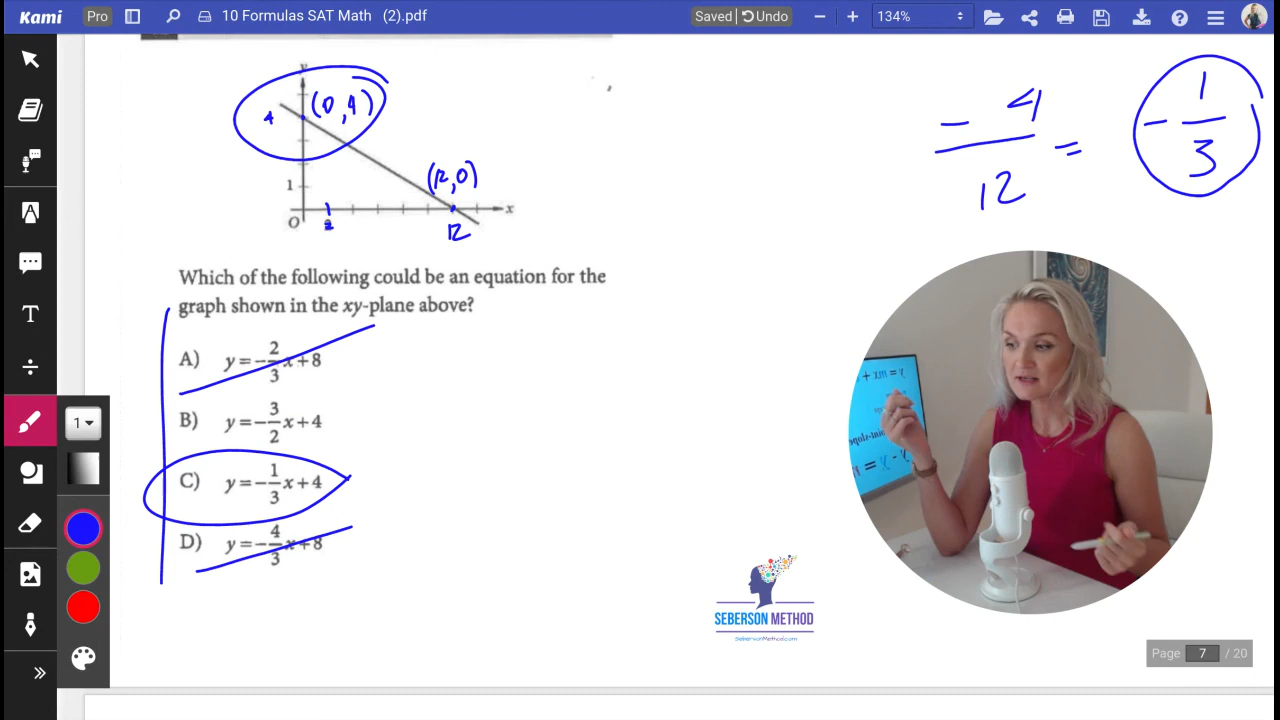 Kami
Pro
10 Formulas SAT Math (2).pdf
Saved
Undo
134%
y
4
(0,4)
(12,0)
1
O
2
12
x
- 4
12
=
- 1
3
Which of the following could be an equation for the
graph shown in the xy-plane above?
A) y=-2/3x+8
B) y=-3/2x+4
C) y=-1/3x+4
D) y=-4/3x+8
1
SEBERSON METHOD
SebersonMethod.com
Page 7 / 20